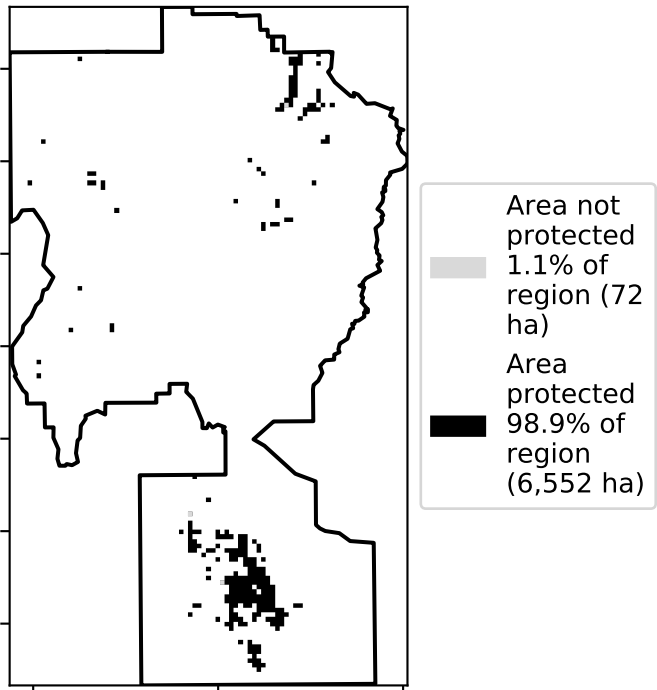 Area not
protected
1.1% of
region (72
ha)
Area
protected
98.9% of
region
(6,552 ha)